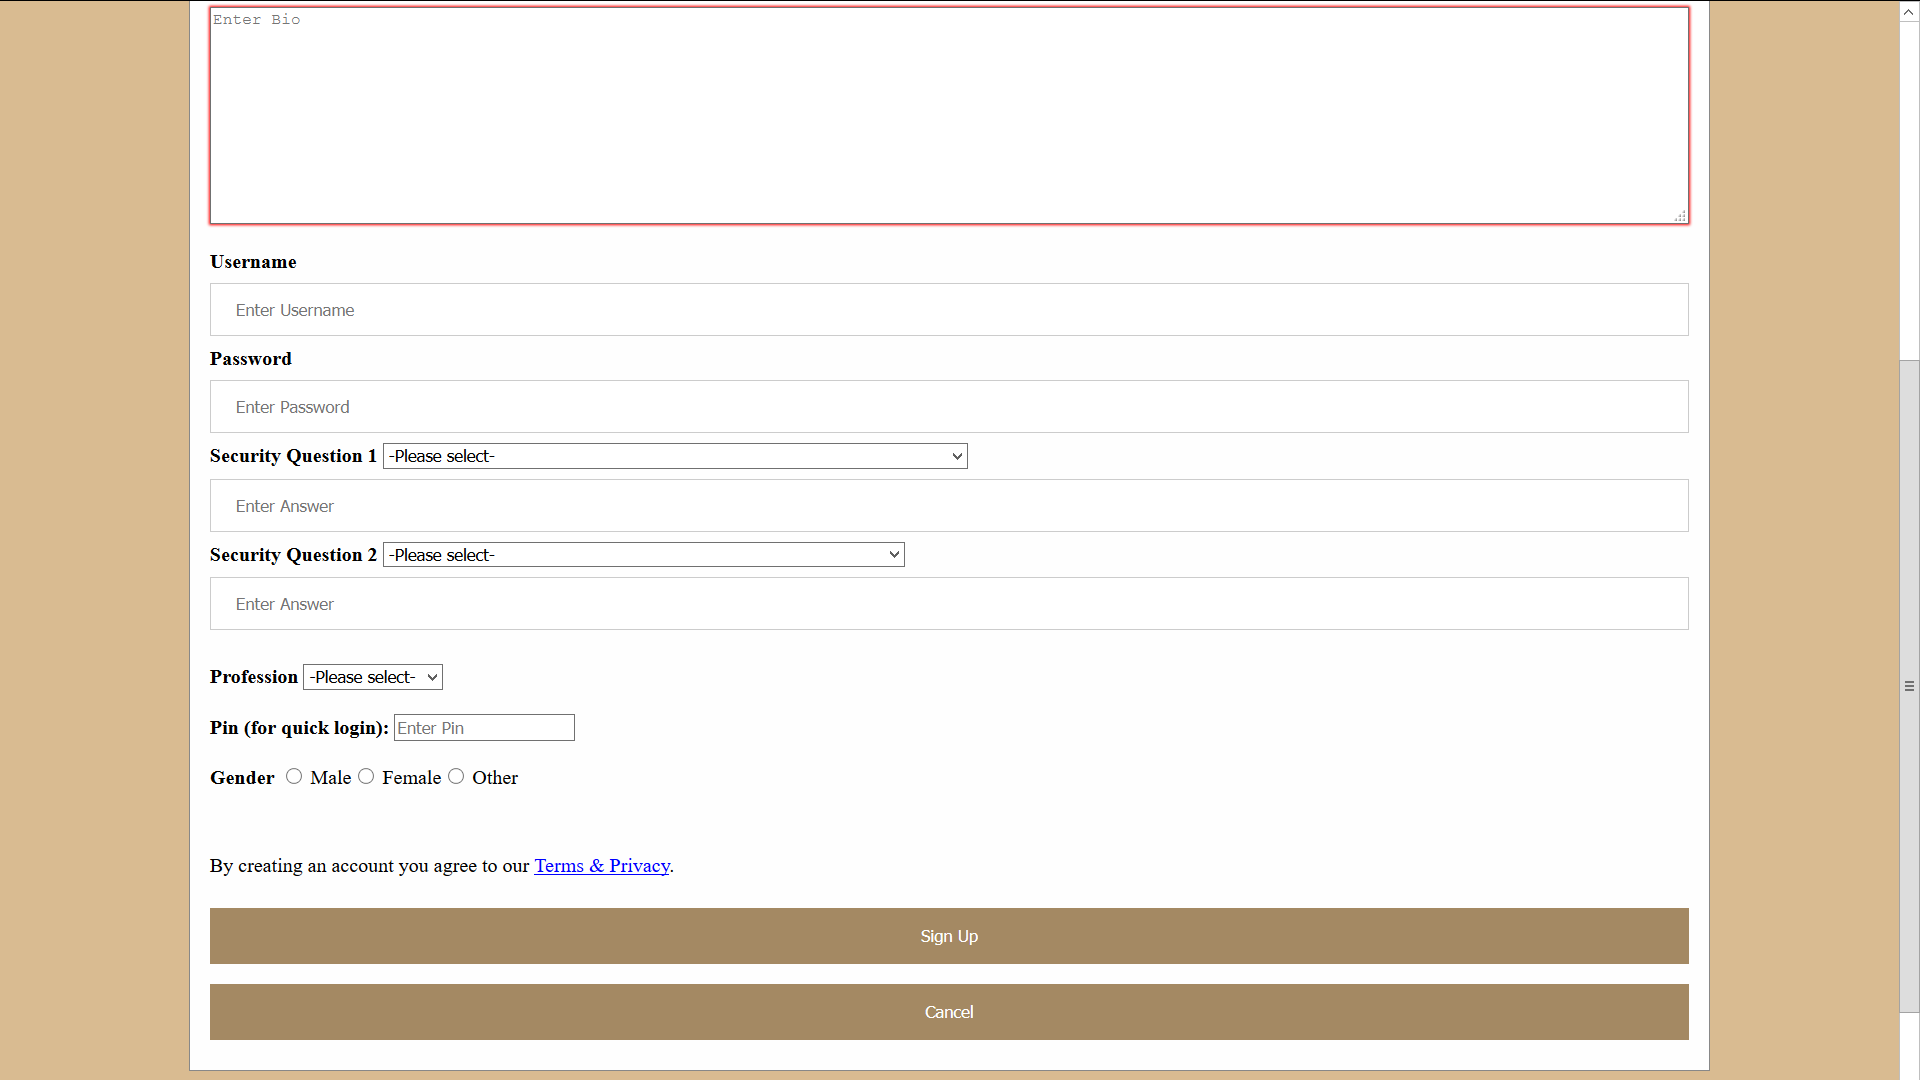 Enter Bio
Username
Enter Username
Password
Enter Password
Security Question 1 -Please select-
Enter Answer
Security Question 2 -Please select-
Enter Answer
Profession -Please select-
Pin (for quick login): Enter Pin
Gender Male Female Other
By creating an account you agree to our Terms & Privacy.
Sign Up
Cancel